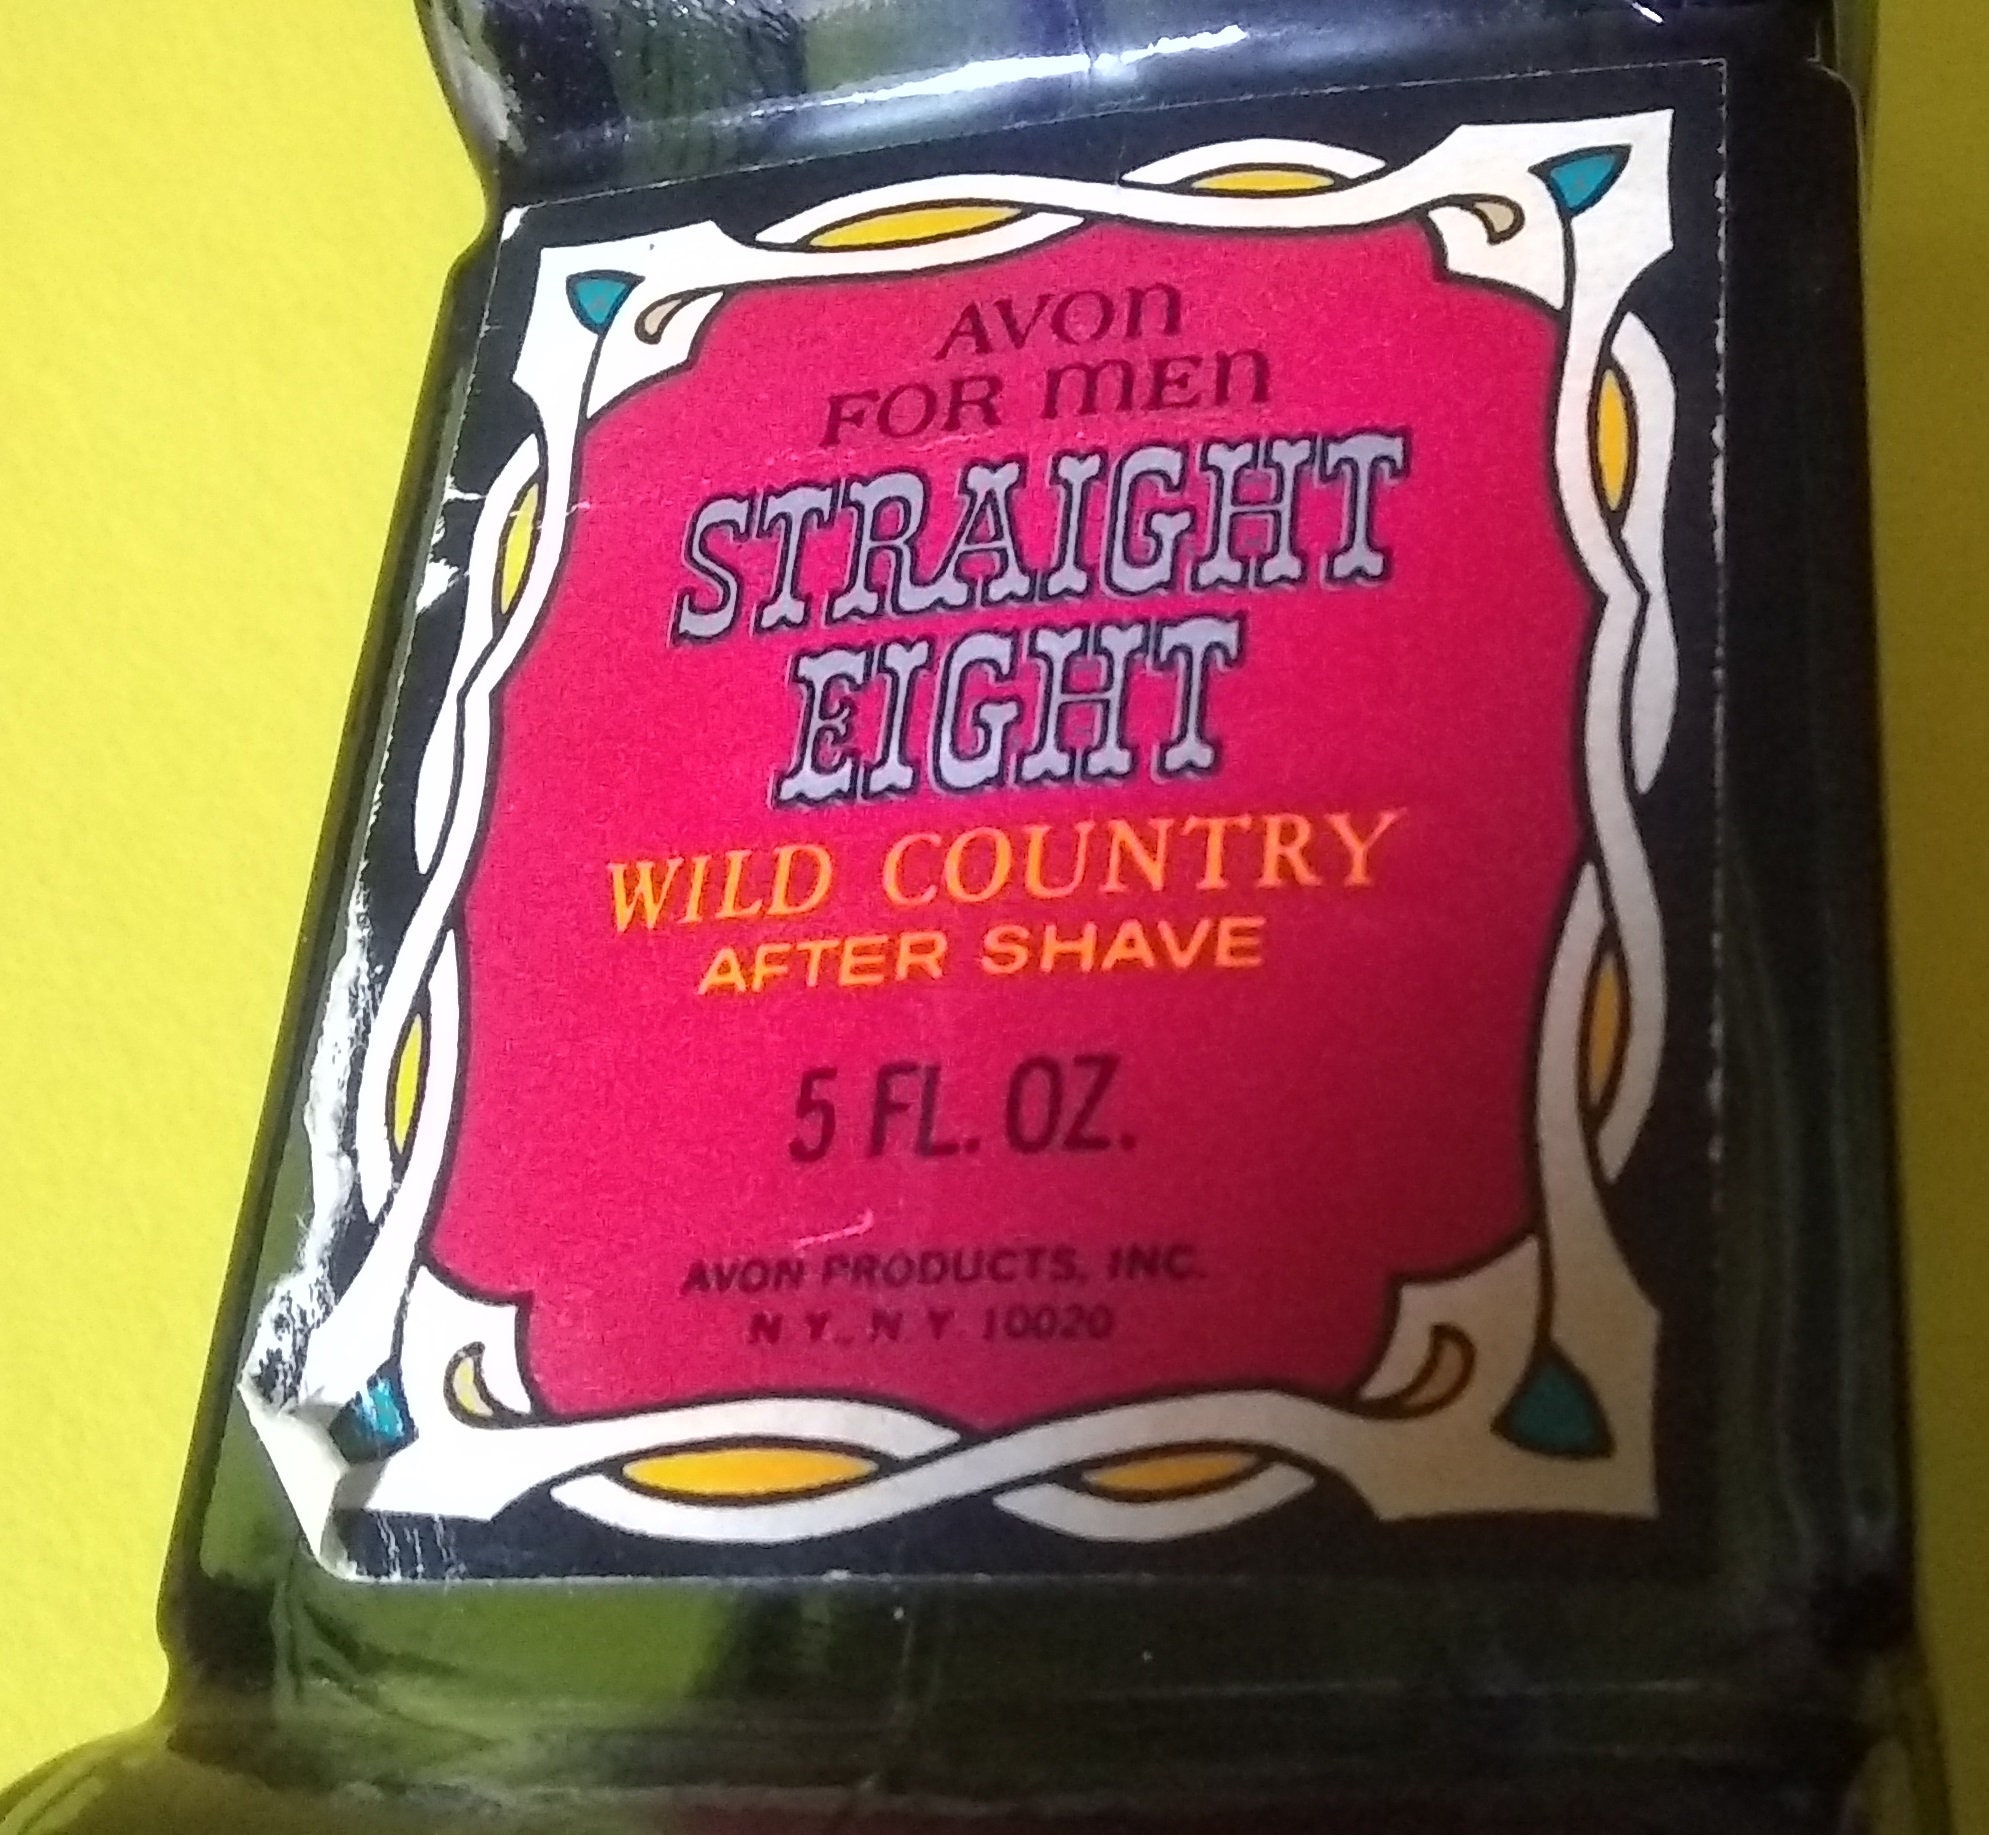 AVON
FOR MEN
STRAIGHT
EIGHT
WILD COUNTRY
AFTER SHAVE
5 FL. OZ.
AVON PRODUCTS, INC.
N.Y., N.Y. 10020